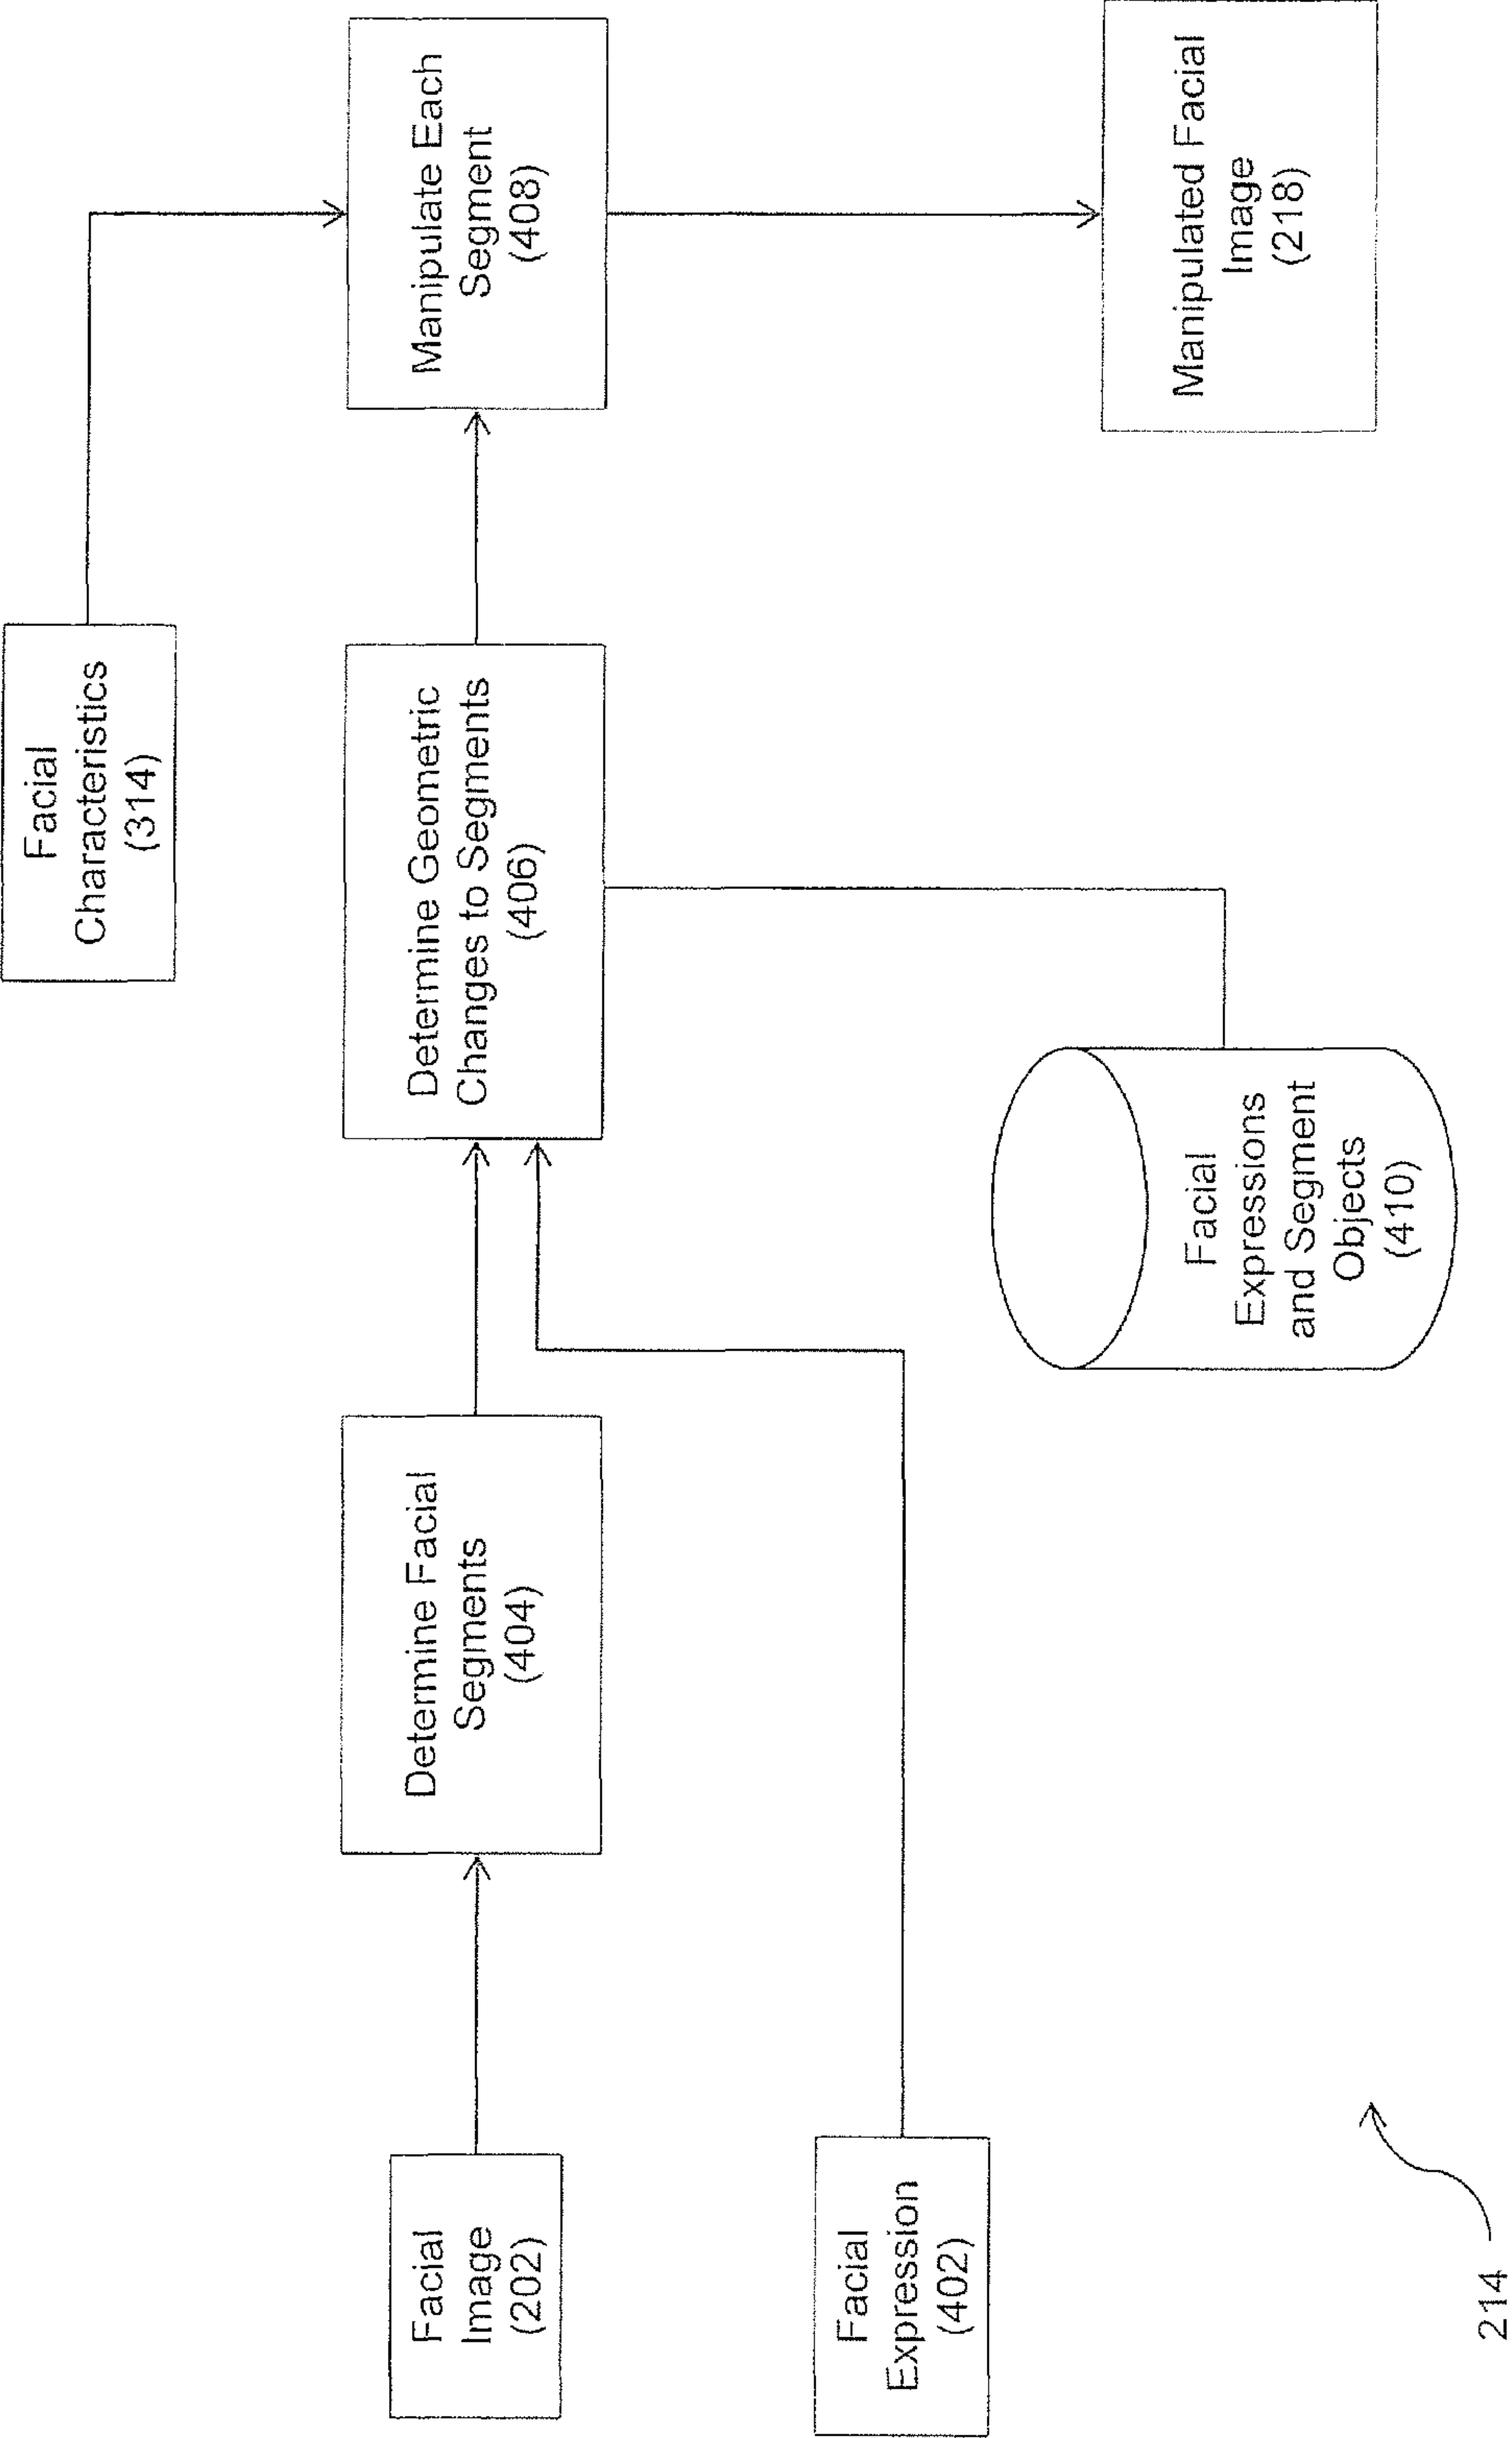 Facial
Characteristics
(314)
Facial
Image
(202)
Determine Facial
Segments
(404)
Determine Geometric
Changes to Segments
(406)
Manipulate Each
Segment
(408)
Facial
Expression
(402)
Facial
Expressions
and Segment
Objects
(410)
Manipulated Facial
Image
(218)
214